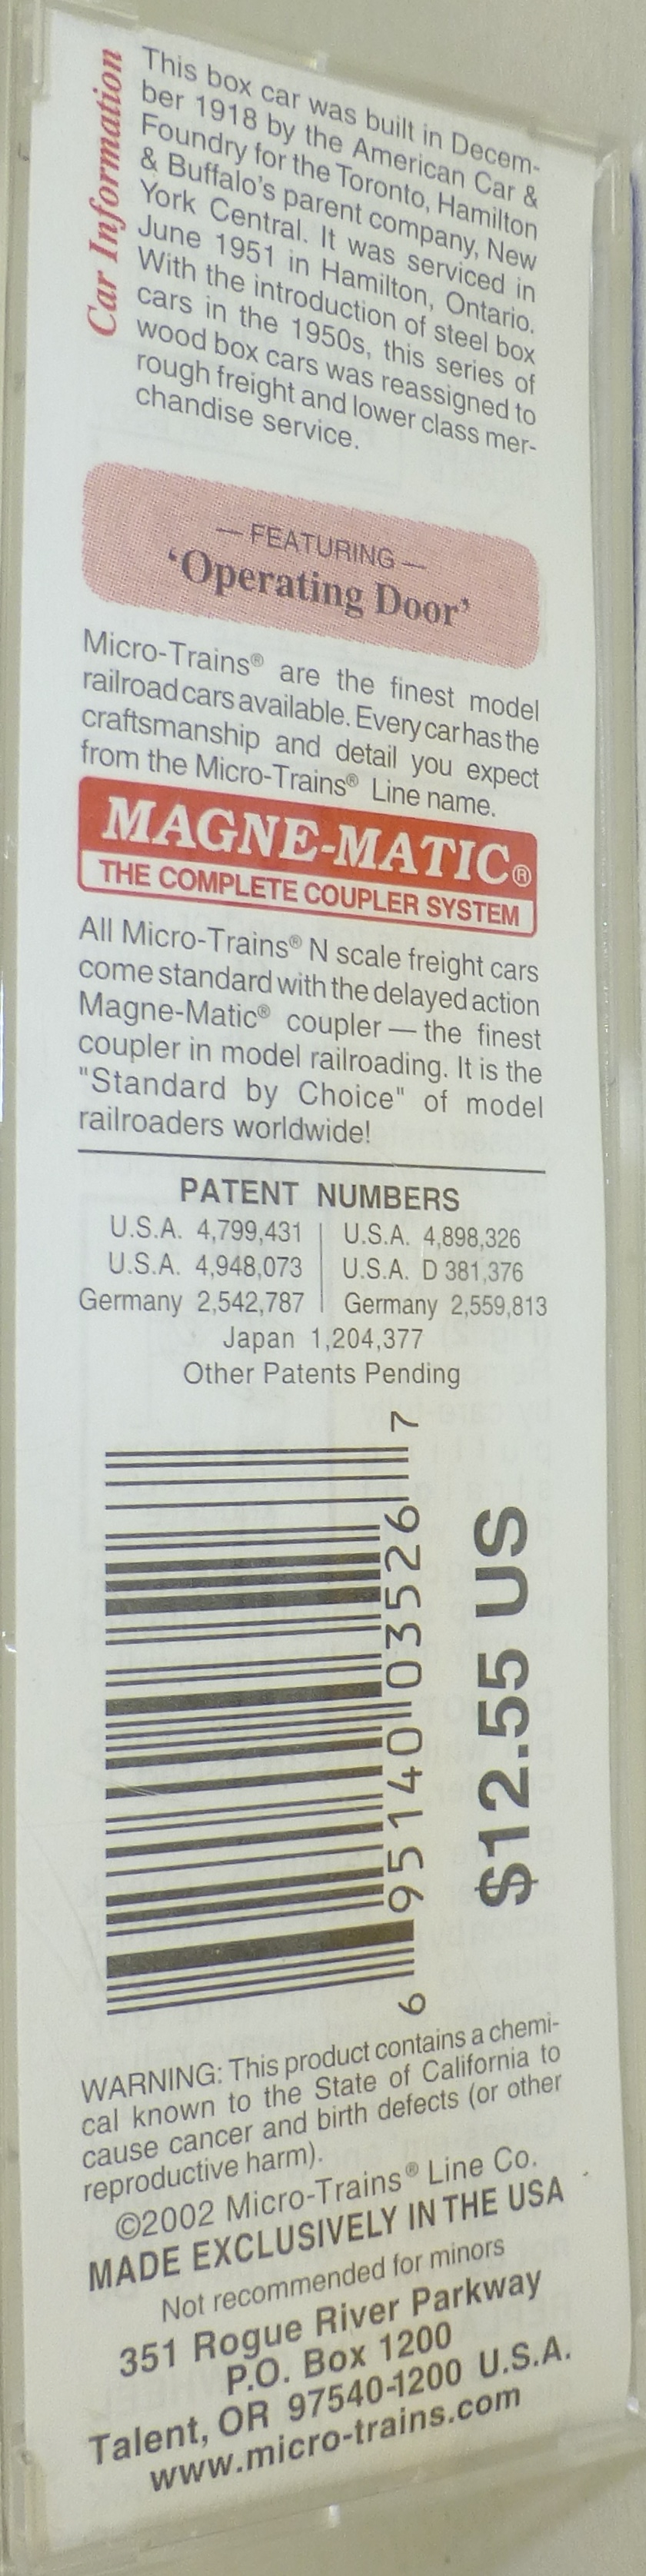 Car Information
This box car was built in Decem-
ber 1918 by the American Car &
Foundry for the Toronto, Hamilton
& Buffalo's parent company, New
York Central. It was serviced in
June 1951 in Hamilton, Ontario.
With the introduction of steel box
cars in the 1950s, this series of
wood box cars was reassigned to
rough freight and lower class mer-
chandise service.
— FEATURING —
'Operating Door'
Micro-Trains® are the finest model
railroad cars available. Every car has the
craftsmanship and detail you expect
from the Micro-Trains® Line name.
MAGNE-MATIC®
THE COMPLETE COUPLER SYSTEM
All Micro-Trains® N scale freight cars
come standard with the delayed action
Magne-Matic® coupler — the finest
coupler in model railroading. It is the
"Standard by Choice" of model
railroaders worldwide!
PATENT NUMBERS
U.S.A. 4,799,431 | U.S.A. 4,898,326
U.S.A. 4,948,073 | U.S.A. D 381,376
Germany 2,542,787 | Germany 2,559,813
Japan 1,204,377
Other Patents Pending
6 95140 03526 7
$12.55 US
WARNING: This product contains a chemi-
cal known to the State of California to
cause cancer and birth defects (or other
reproductive harm).
©2002 Micro-Trains® Line Co.
MADE EXCLUSIVELY IN THE USA
Not recommended for minors
351 Rogue River Parkway
P.O. Box 1200
Talent, OR 97540-1200 U.S.A.
www.micro-trains.com